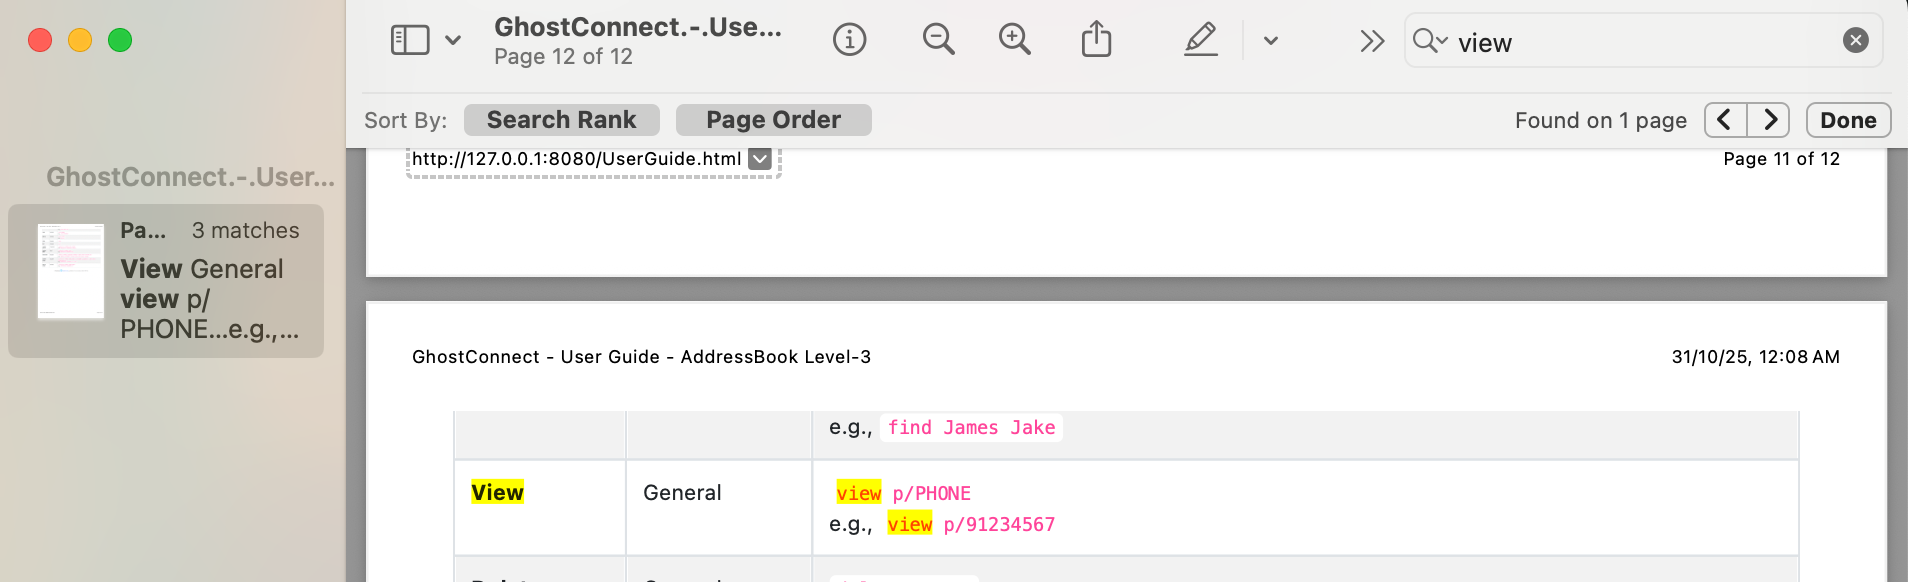 GhostConnect.-.Use...
Page 12 of 12
view
Sort By:
Search Rank
Page Order
Found on 1 page
Done
GhostConnect.-.User...
Pa...
3 matches
View General
view p/
PHONE...e.g.,...
http://127.0.0.1:8080/UserGuide.html
Page 11 of 12
GhostConnect - User Guide - AddressBook Level-3
31/10/25, 12:08 AM
e.g., find James Jake
View
General
view p/PHONE
e.g., view p/91234567